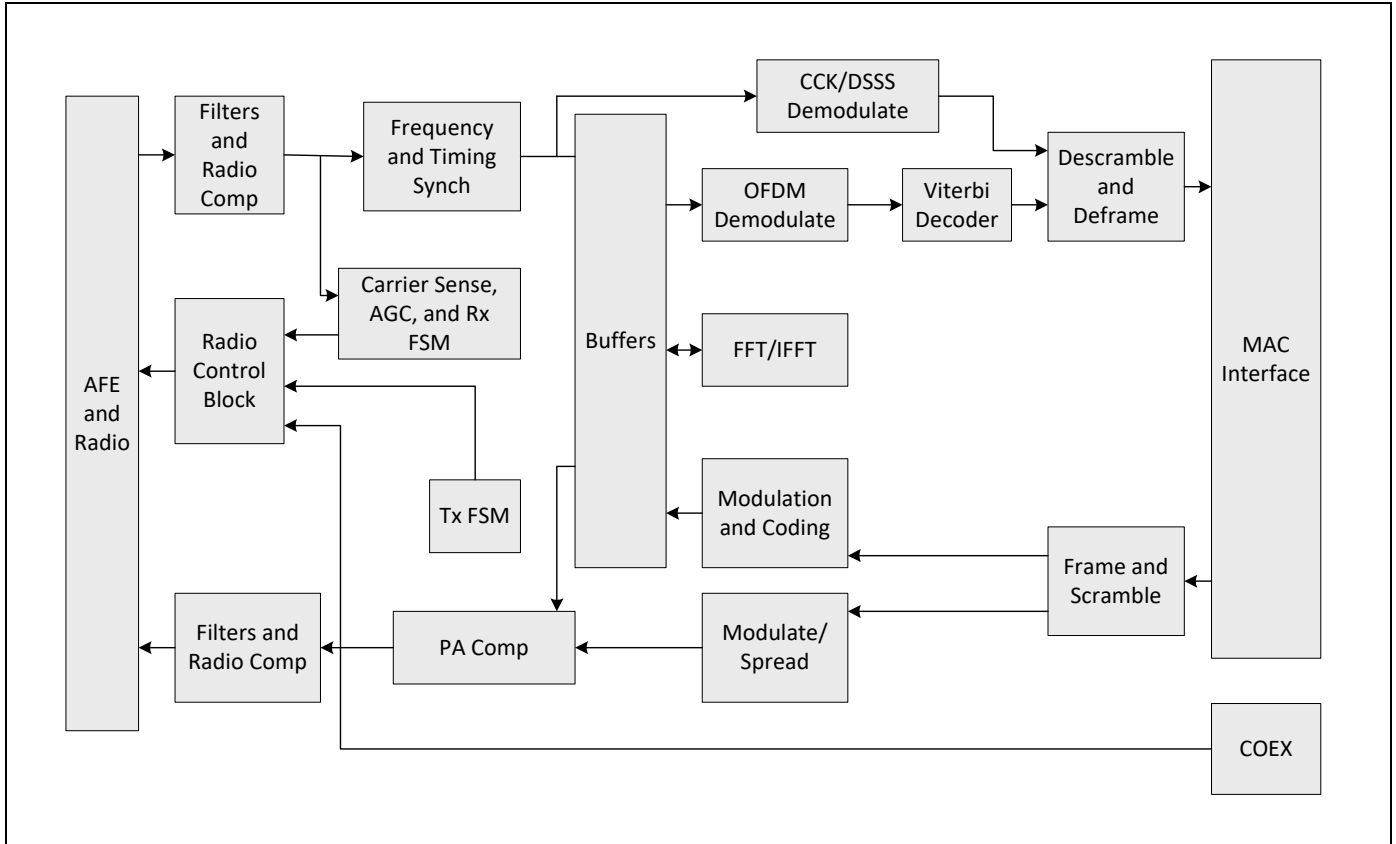 CCK/DSSS
Demodulate
Filters
and
Radio
Comp
Frequency
and Timing
Synch
Descramble
and
Deframe
OFDM
Demodulate
Viterbi
Decoder
Carrier Sense,
AGC, and Rx
FSM
Radio
Control
Block
Buffers
FFT/IFFT
MAC
Interface
AFE
and
Radio
Tx FSM
Modulation
and Coding
Frame and
Scramble
Filters and
Radio Comp
PA Comp
Modulate/
Spread
COEX